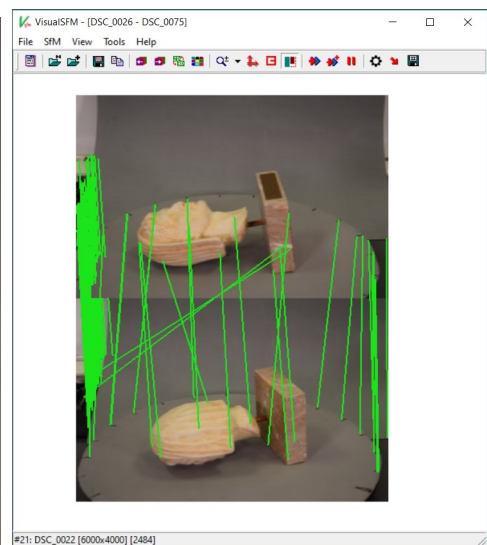 VisualSFM - [DSC_0026 - DSC_0075]
File SfM View Tools Help
#21: DSC_0022 [6000x4000] [2484]